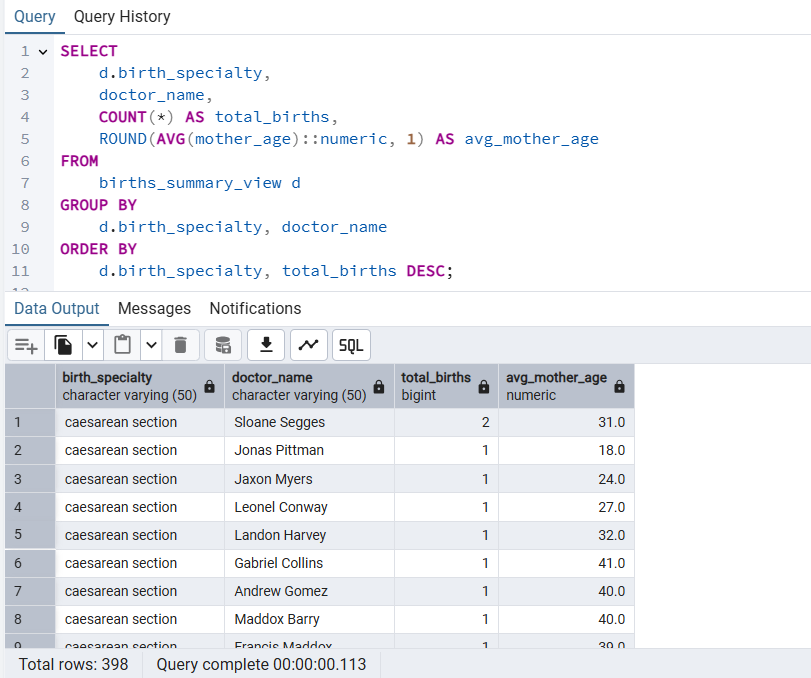 Query Query History
1 SELECT
2 d.birth_specialty,
3 doctor_name,
4 COUNT(*) AS total_births,
5 ROUND(AVG(mother_age)::numeric, 1) AS avg_mother_age
6 FROM
7 births_summary_view d
8 GROUP BY
9 d.birth_specialty, doctor_name
10 ORDER BY
11 d.birth_specialty, total_births DESC;
Data Output Messages Notifications
SQL
birth_specialty doctor_name total_births avg_mother_age
character varying (50) character varying (50) bigint numeric
1 caesarean section Sloane Segges 2 31.0
2 caesarean section Jonas Pittman 1 18.0
3 caesarean section Jaxon Myers 1 24.0
4 caesarean section Leonel Conway 1 27.0
5 caesarean section Landon Harvey 1 32.0
6 caesarean section Gabriel Collins 1 41.0
7 caesarean section Andrew Gomez 1 40.0
8 caesarean section Maddox Barry 1 40.0
9 caesarean section Francis Maddox 1 39.0
Total rows: 398 Query complete 00:00:00.113